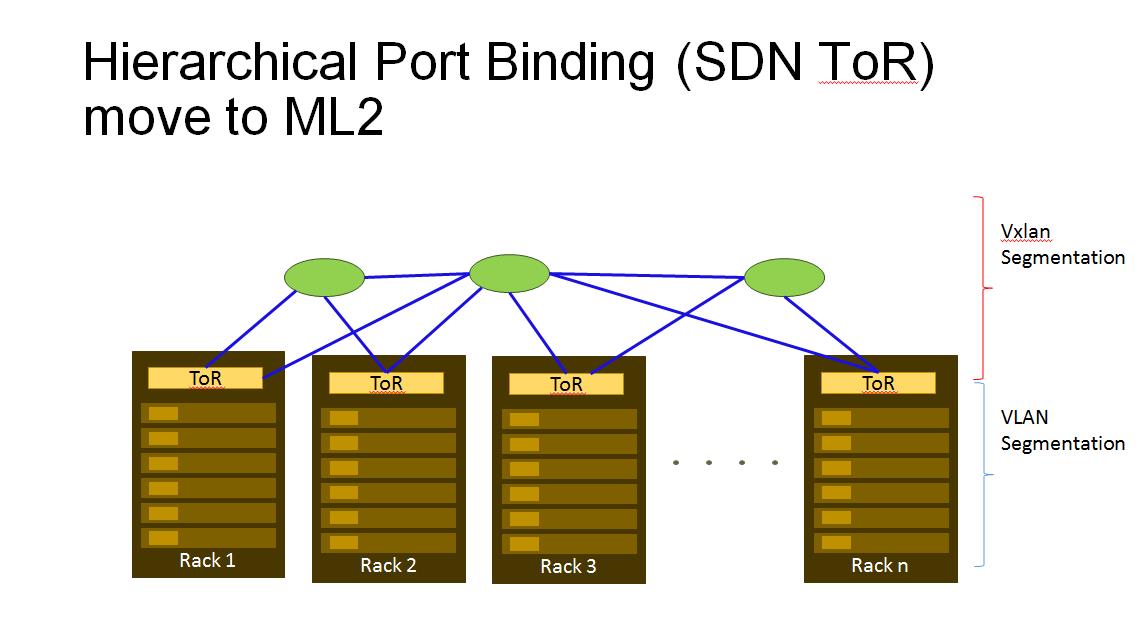 Hierarchical Port Binding (SDN ToR)
move to ML2
Vxlan
Segmentation
ToR
ToR
ToR
ToR
VLAN
Segmentation
Rack 1
Rack 2
Rack 3
Rack n